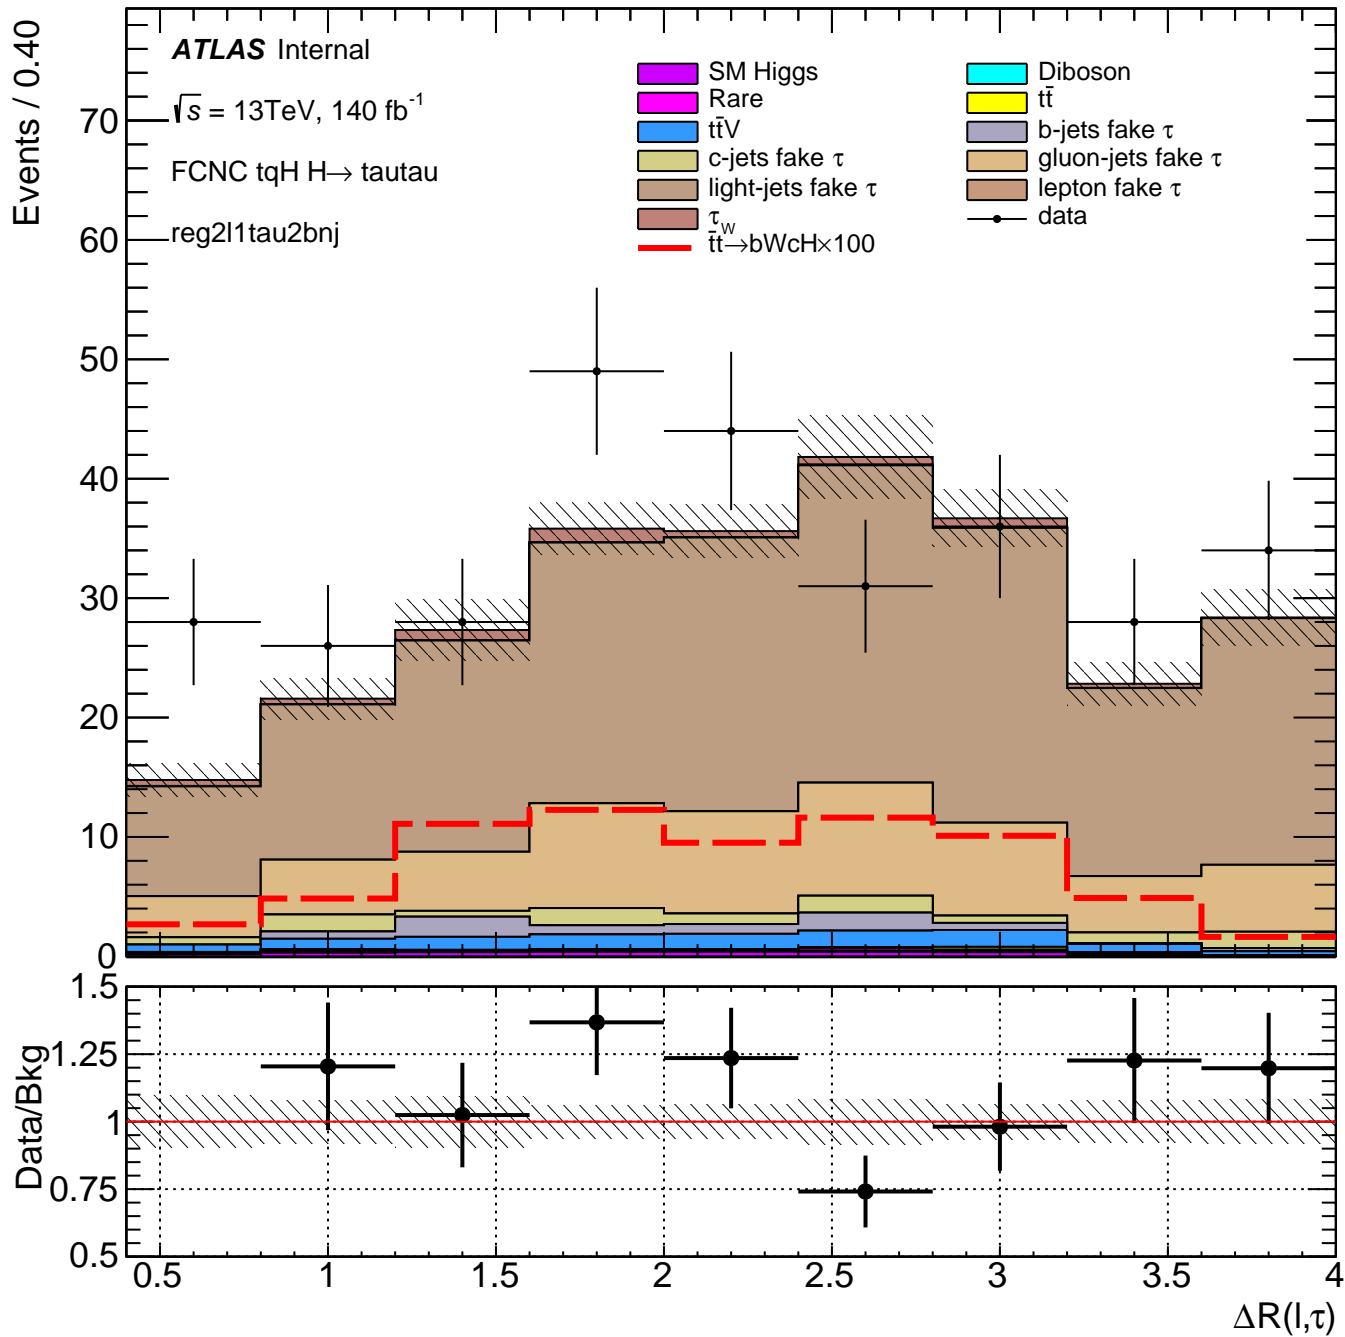 Events / 0.40
ATLAS Internal
√s = 13TeV, 140 fb⁻¹
FCNC tqH H→ tautau
reg2l1tau2bnj
SM Higgs
Diboson
Rare
tt̄
tt̄V
b-jets fake τ
c-jets fake τ
gluon-jets fake τ
light-jets fake τ
lepton fake τ
τ_W
data
t̄t→bWcH×100
70
60
50
40
30
20
10
0
Data/Bkg
1.5
1.25
1
0.75
0.5
0.5 1 1.5 2 2.5 3 3.5 4
ΔR(l,τ)